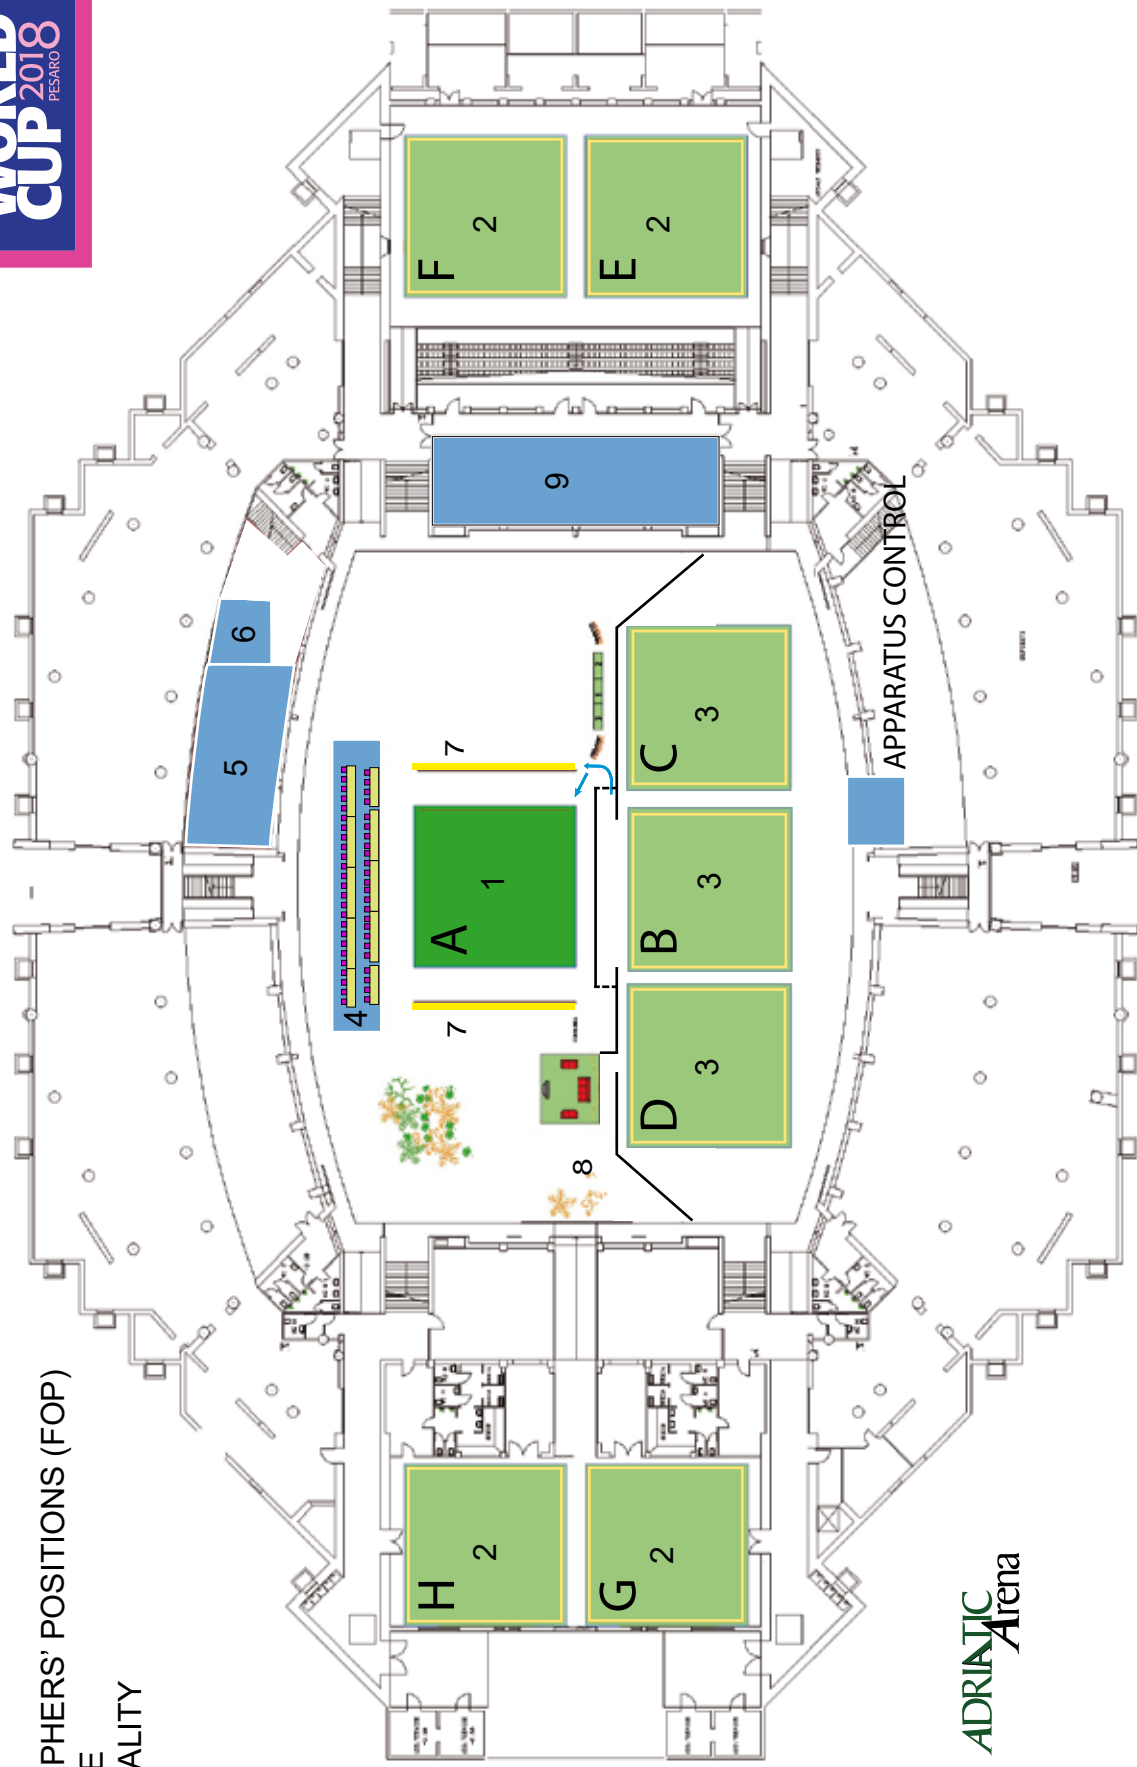 PHERS' POSITIONS (FOP)
E
ALITY
WORLD
CUP 2018
PESARO
5
6
4
H
2
7
A
1
7
F
2
8
9
G
2
E
2
D
3
B
3
C
3
APPARATUS CONTROL
ADRIATIC
Arena